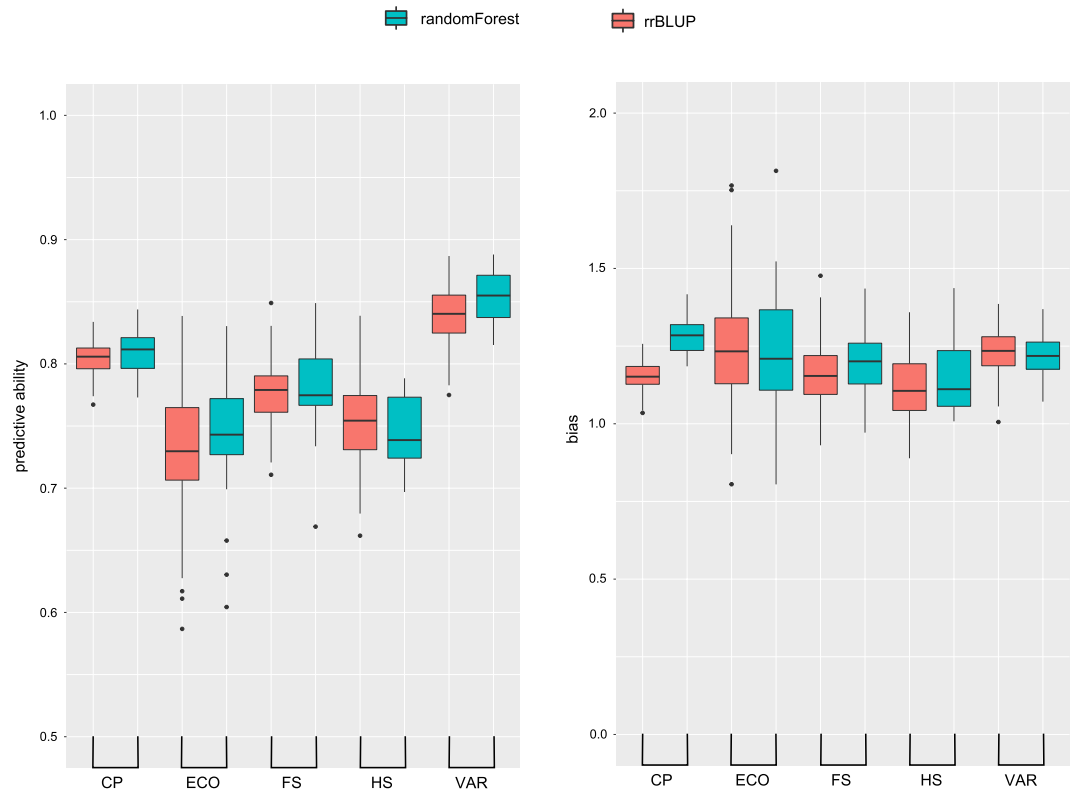 randomForest
rrBLUP
predictive ability
1.0
0.9
0.8
0.7
0.6
0.5
CP ECO FS HS VAR
bias
2.0
1.5
1.0
0.5
0.0
CP ECO FS HS VAR